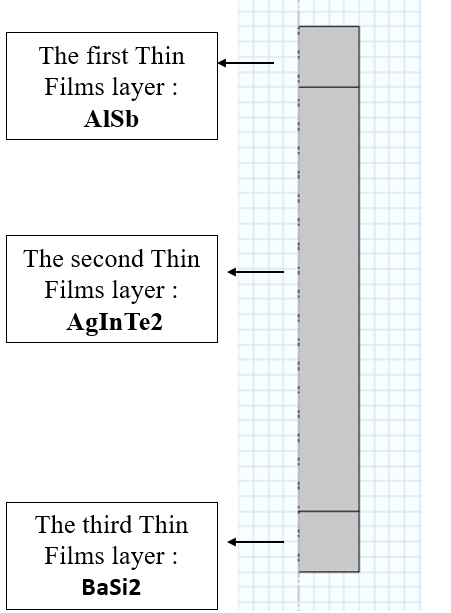 The first Thin
Films layer :
AlSb
The second Thin
Films layer :
AgInTe2
The third Thin
Films layer :
BaSi2